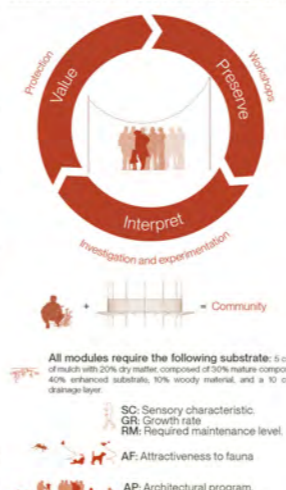 Protection
Value
Preserve
Workshops
Interpret
Investigation and experimentation
+
= Community
All modules require the following substrate: 5 c
of mulch with 20% dry matter, composed of 30% mature compo
40% enhanced substrate, 10% woody material, and a 10 c
drainage layer.
SC: Sensory characteristic.
GR: Growth rate
RM: Required maintenance level.
AF: Attractiveness to fauna
AP: Architectural program